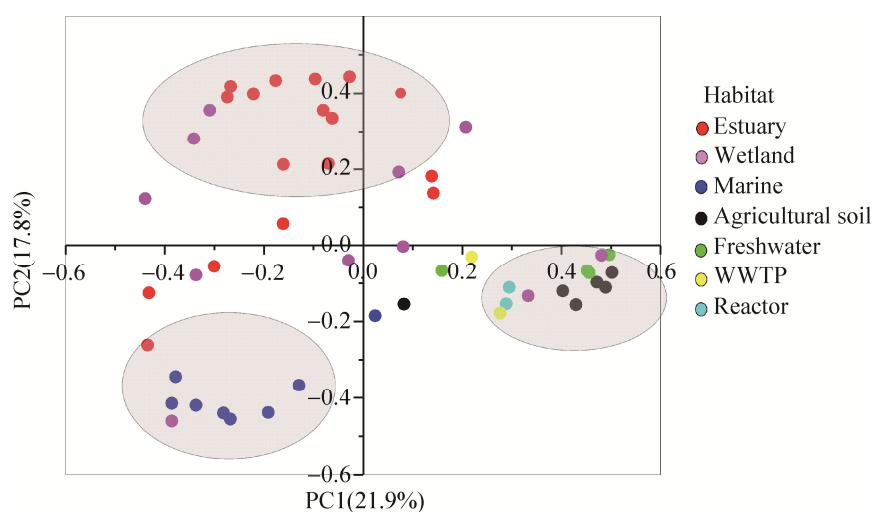 0.4
0.2
0.0
−0.6
−0.4
−0.2
0.0
0.2
0.4
0.6
−0.2
−0.4
−0.6
PC2(17.8%)
PC1(21.9%)
Habitat
Estuary
Wetland
Marine
Agricultural soil
Freshwater
WWTP
Reactor